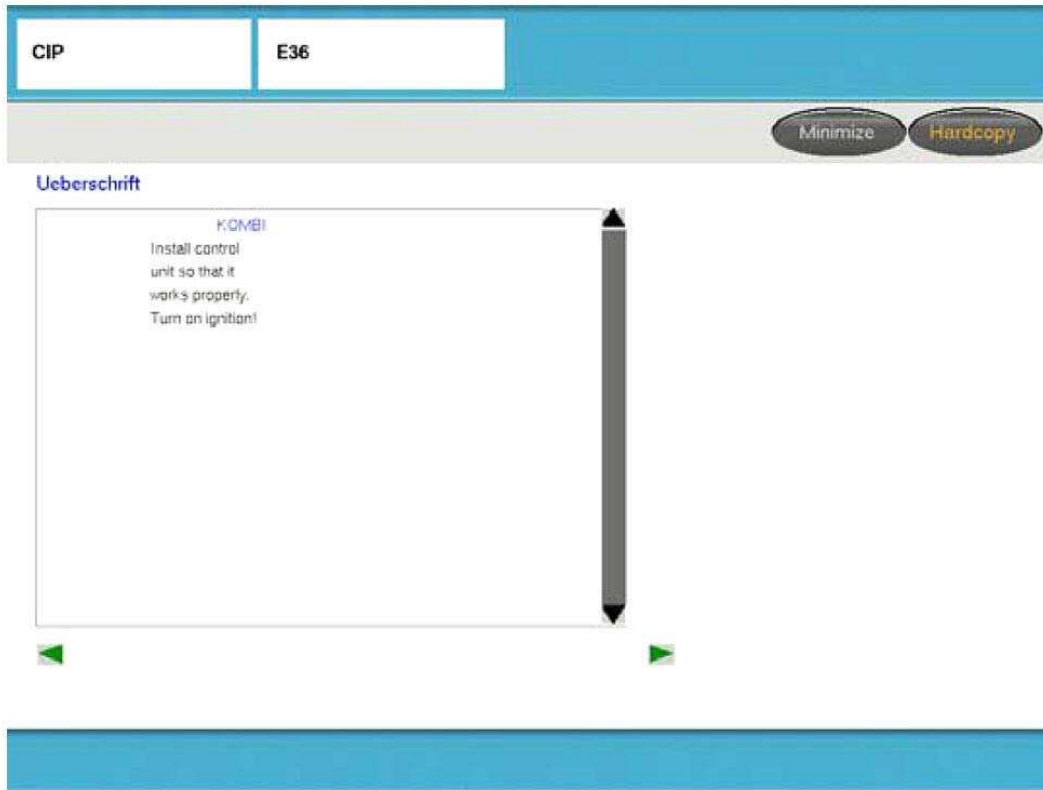 CIP
E36
Minimize
Hardcopy
Ueberschrift
KOMBI
Install control
unit so that it
works properly.
Turn on ignition!